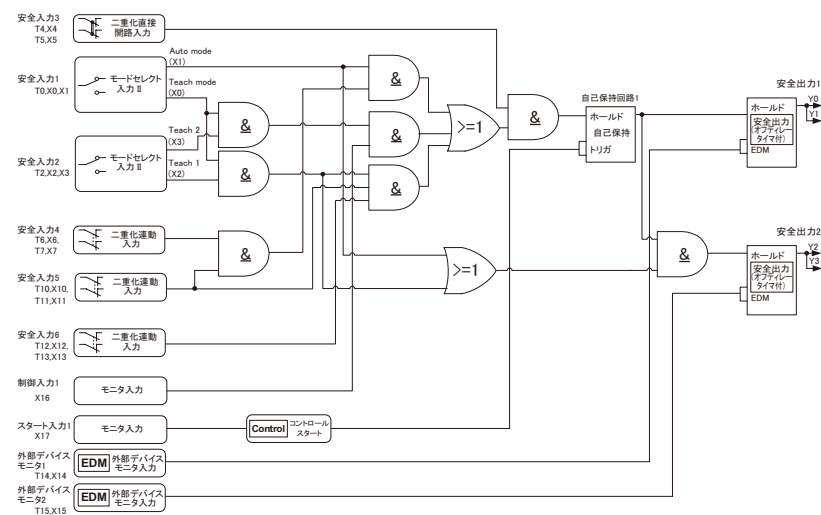 安全入力3
T4,X4
T5,X5
二重化直接
開路入力
安全入力1
T0,X0,X1
モードセレクト
入力 II
Auto mode
(X1)
Teach mode
(X0)
安全入力2
T2,X2,X3
モードセレクト
入力 II
Teach 2
(X3)
Teach 1
(X2)
安全入力4
T6,X6,
T7,X7
二重化連動
入力
安全入力5
T10,X10,
T11,X11
二重化連動
入力
安全入力6
T12,X12,
T13,X13
二重化連動
入力
制御入力1
X16
モニタ入力
スタート入力1
X17
モニタ入力
Control
コントロール
スタート
外部デバイス
モニタ1
T14,X14
EDM
外部デバイス
モニタ入力
外部デバイス
モニタ2
T15,X15
EDM
外部デバイス
モニタ入力
&
&
&
&
&
&
>=1
>=1
&
自己保持回路1
ホールド
自己保持
トリガ
&
安全出力1
Y0
Y1
ホールド
安全出力
(オフディレー
タイマ付)
EDM
安全出力2
Y2
Y3
ホールド
安全出力
(オフディレー
タイマ付)
EDM